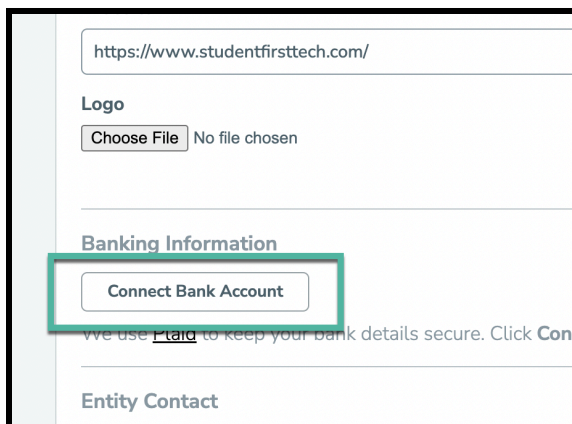 https://www.studentfirsttech.com/
Logo
Choose File No file chosen
Banking Information
Connect Bank Account
We use Plaid to keep your bank details secure. Click Con
Entity Contact